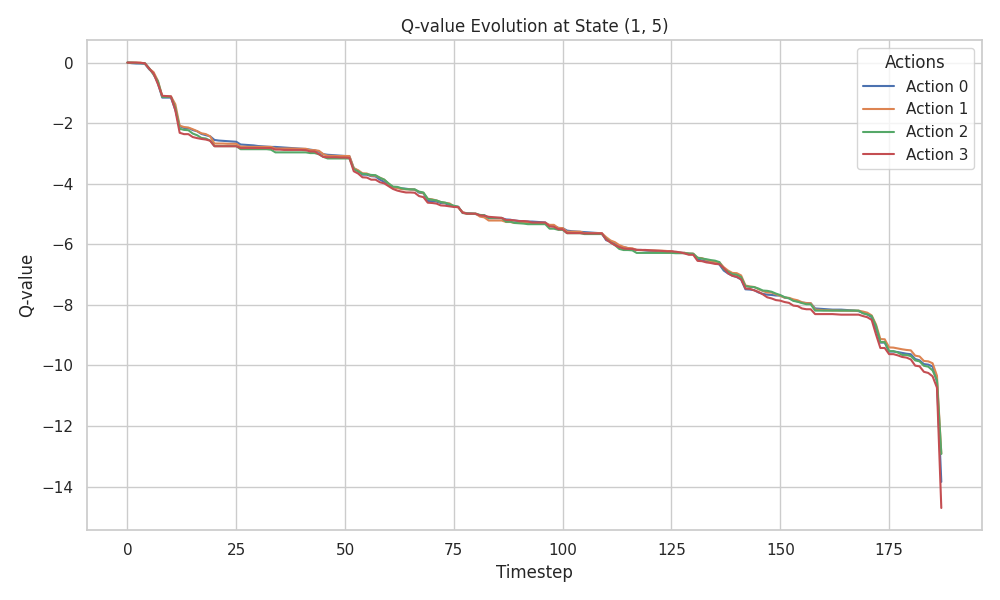 Q-value Evolution at State (1, 5)
Actions
Action 0
Action 1
Action 2
Action 3
Q-value
0
−2
−4
−6
−8
−10
−12
−14
0 25 50 75 100 125 150 175
Timestep